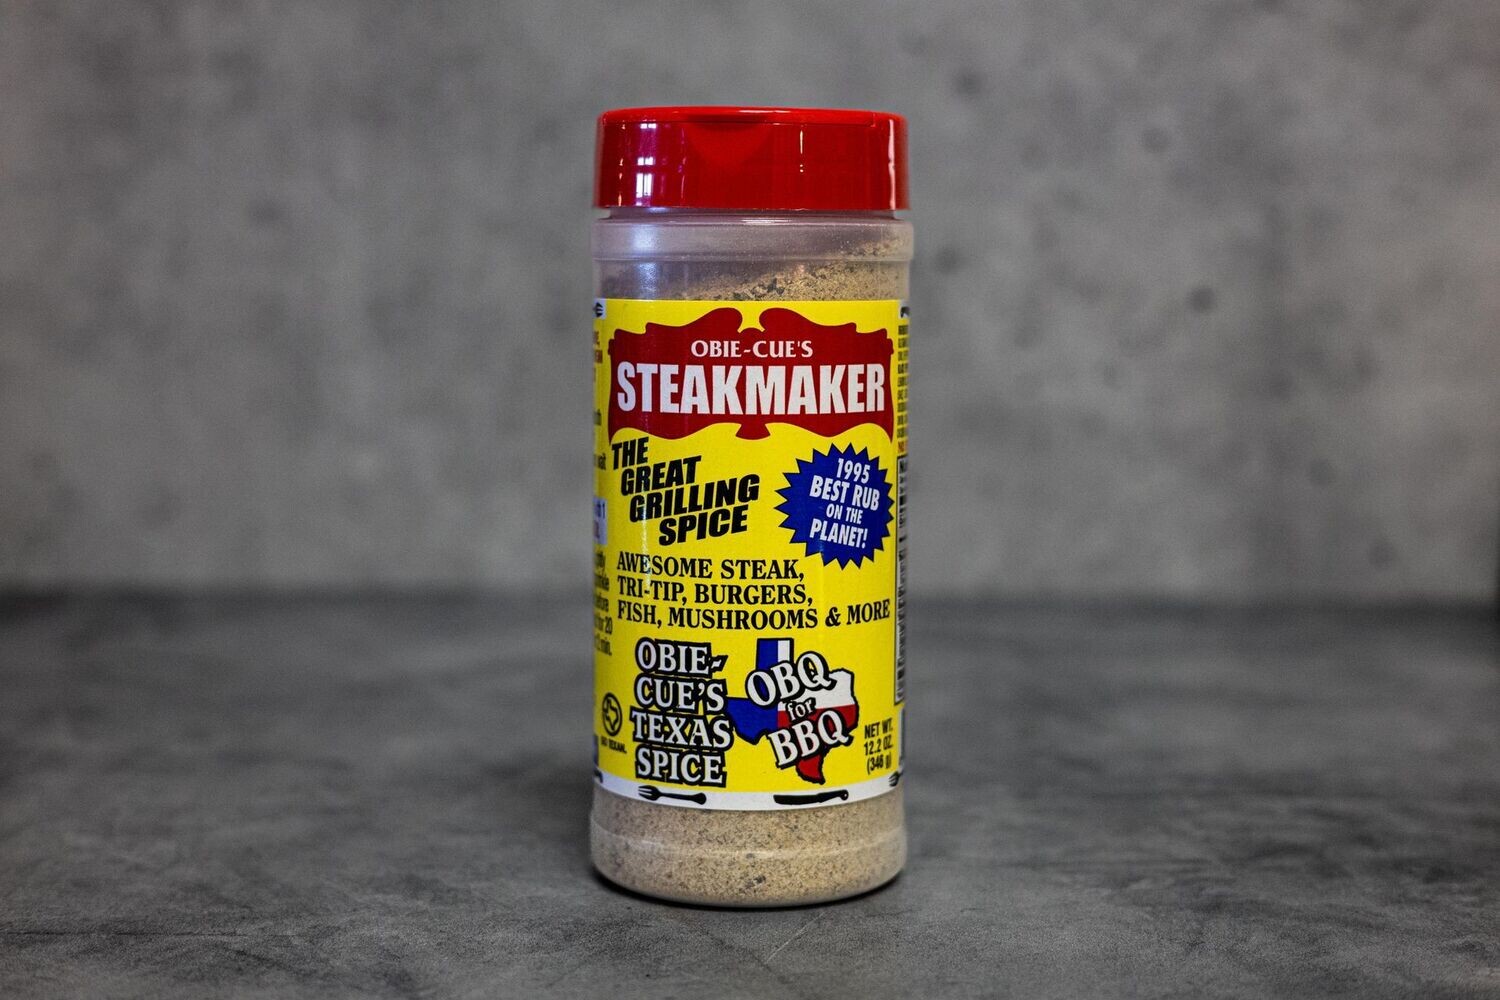 OBIE-CUE'S
STEAKMAKER
THE
GREAT
GRILLING
SPICE
1995
BEST RUB
ON THE
PLANET!
AWESOME STEAK,
TRI-TIP, BURGERS,
FISH, MUSHROOMS & MORE
OBIE-
CUE'S
TEXAS
SPICE
OBQ
for
BBQ
NET WT.
12.2 OZ.
(346 g)